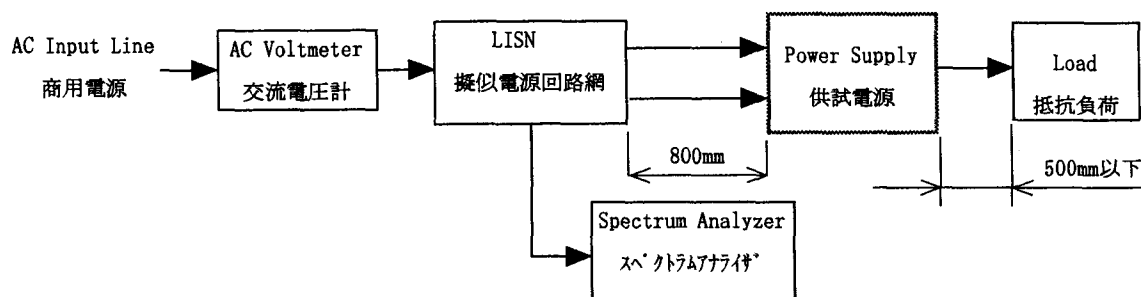 AC Input Line
商用電源
AC Voltmeter
交流電圧計
LISN
擬似電源回路網
Power Supply
供試電源
Load
抵抗負荷
800mm
500mm以下
Spectrum Analyzer
ｽﾍﾟｸﾄﾗﾑｱﾅﾗｲｻﾞ